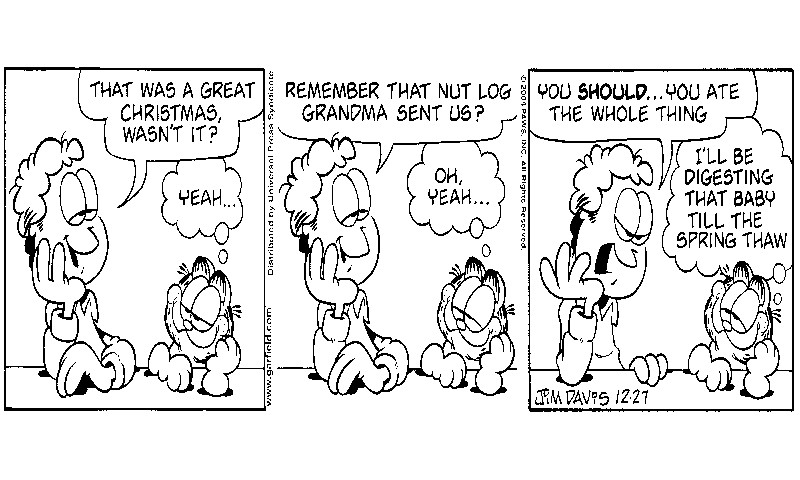 THAT WAS A GREAT
CHRISTMAS,
WASN'T IT?
YEAH...
Distributed by Universal Press Syndicate
www.garfield.com
REMEMBER THAT NUT LOG
GRANDMA SENT US?
OH,
YEAH...
© 2004 PAWS, INC. All Rights Reserved.
YOU SHOULD...YOU ATE
THE WHOLE THING
I'LL BE
DIGESTING
THAT BABY
TILL THE
SPRING THAW
JIM DAVIS 12·27